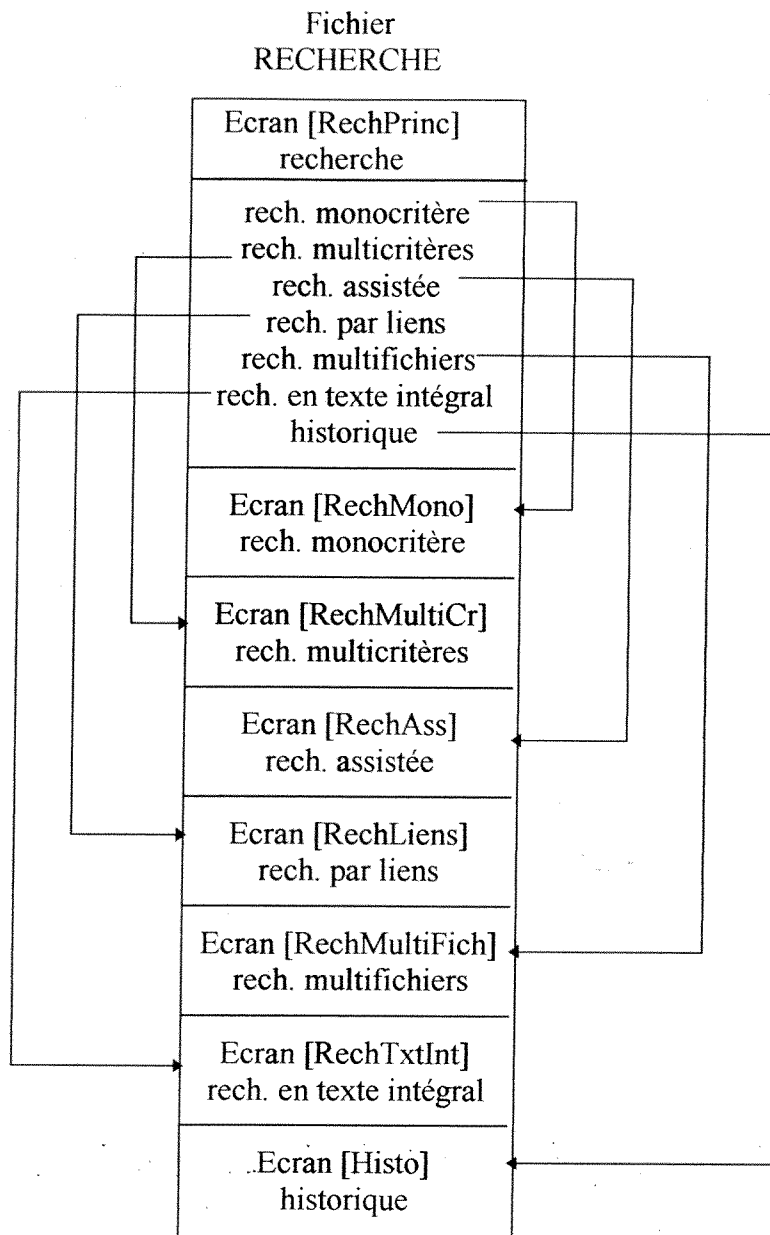 Fichier
RECHERCHE
Ecran [RechPrinc]
recherche
rech. monocritère
rech. multicritères
rech. assistée
rech. par liens
rech. multifichiers
rech. en texte intégral
historique
Ecran [RechMono]
rech. monocritère
Ecran [RechMultiCr]
rech. multicritères
Ecran [RechAss]
rech. assistée
Ecran [RechLiens]
rech. par liens
Ecran [RechMultiFich]
rech. multifichiers
Ecran [RechTxtInt]
rech. en texte intégral
Ecran [Histo]
historique